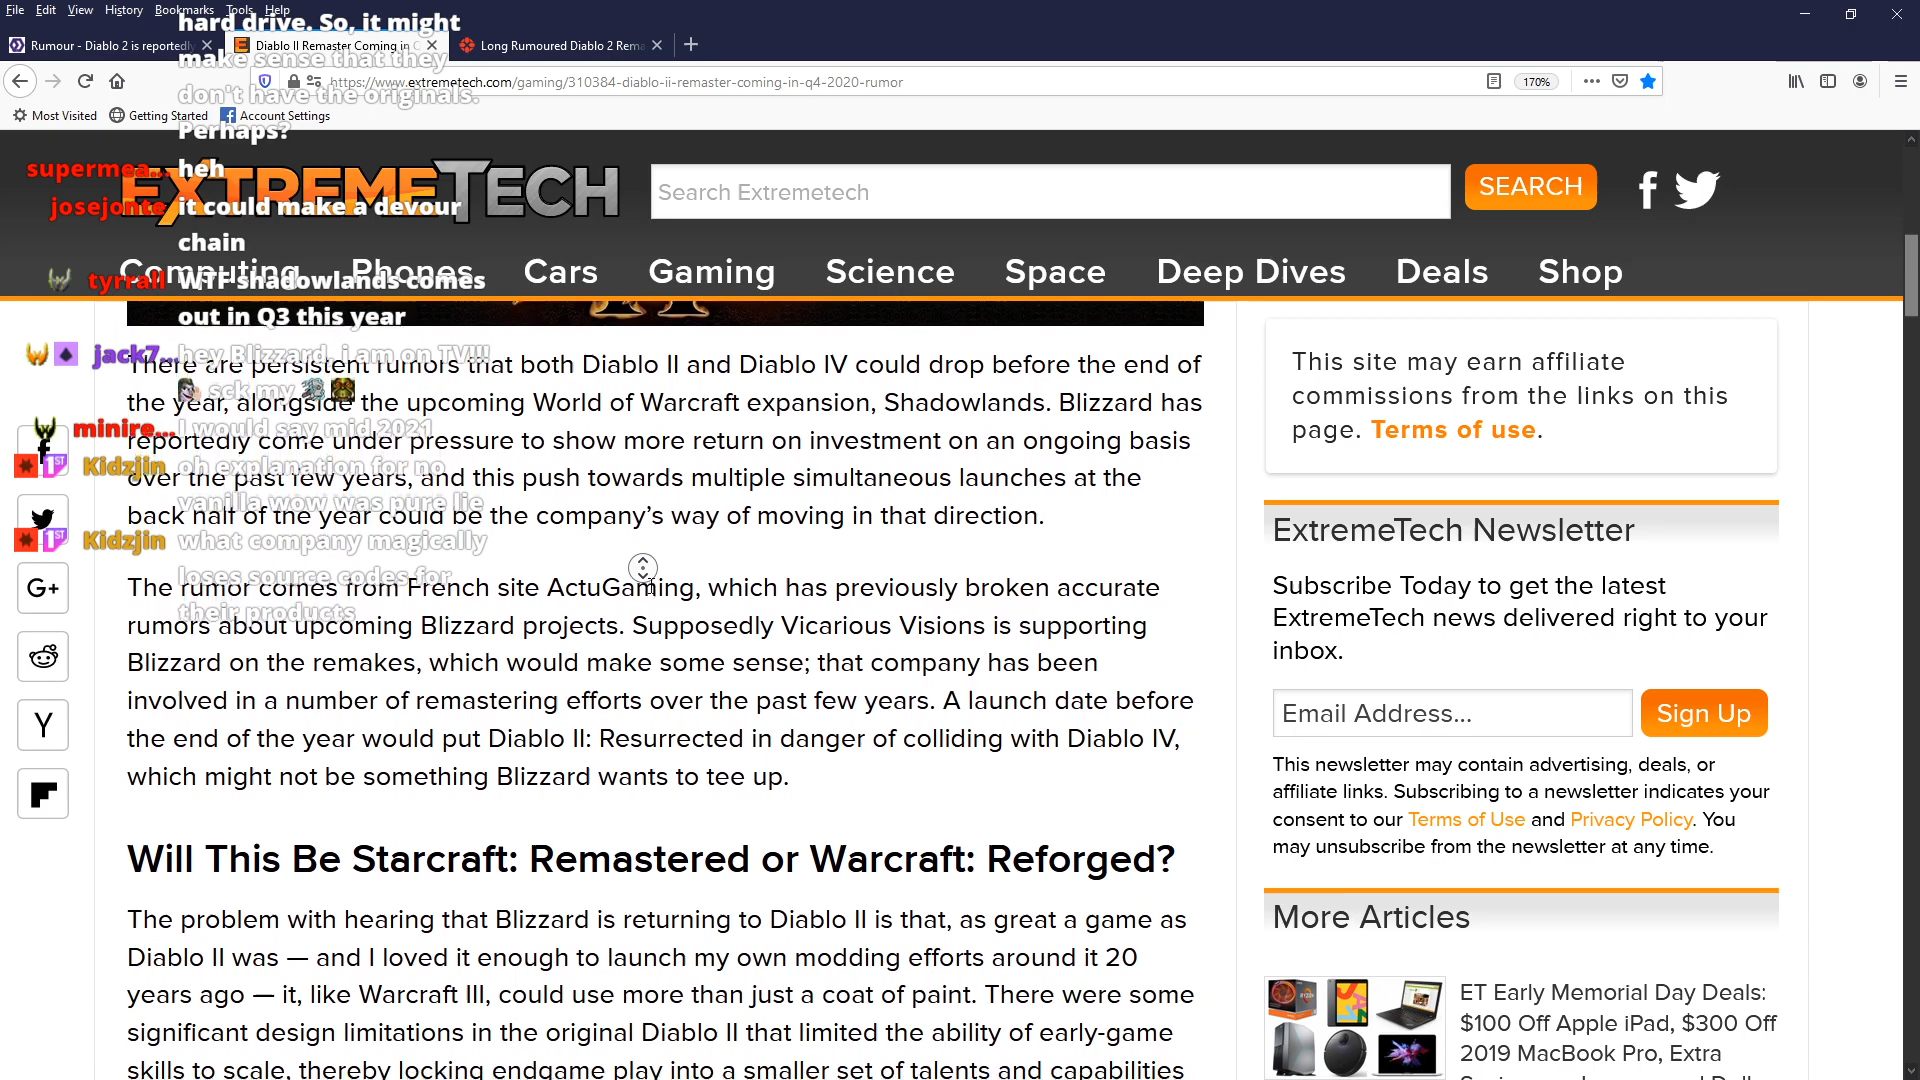 File Edit View History Bookmarks Tools Help
Rumour - Diablo 2 is reportedly
Diablo II Remaster Coming in
Long Rumoured Diablo 2 Rema
https://www.extremetech.com/gaming/310384-diablo-ii-remaster-coming-in-q4-2020-rumor
170%
Most Visited Getting Started Account Settings
hard drive. So, it might
make sense that they
don't have the originals.
Perhaps?
supermea... heh
josejonte it could make a devour
chain
tyrrall WTF shadowlands comes
out in Q3 this year
jack7... hey Blizzard, i am on TV!!!
sck my
minire... I would say mid 2021
Kidzjin oh explanation for no
vanilla wow was pure lie
Kidzjin what company magically
loses source codes for
their products
EXTREMETECH
Search Extremetech
SEARCH
Computing Phones Cars Gaming Science Space Deep Dives Deals Shop
There are persistent rumors that both Diablo II and Diablo IV could drop before the end of
the year, alongside the upcoming World of Warcraft expansion, Shadowlands. Blizzard has
reportedly come under pressure to show more return on investment on an ongoing basis
over the past few years, and this push towards multiple simultaneous launches at the
back half of the year could be the company’s way of moving in that direction.
The rumor comes from French site ActuGaming, which has previously broken accurate
rumors about upcoming Blizzard projects. Supposedly Vicarious Visions is supporting
Blizzard on the remakes, which would make some sense; that company has been
involved in a number of remastering efforts over the past few years. A launch date before
the end of the year would put Diablo II: Resurrected in danger of colliding with Diablo IV,
which might not be something Blizzard wants to tee up.
Will This Be Starcraft: Remastered or Warcraft: Reforged?
The problem with hearing that Blizzard is returning to Diablo II is that, as great a game as
Diablo II was — and I loved it enough to launch my own modding efforts around it 20
years ago — it, like Warcraft III, could use more than just a coat of paint. There were some
significant design limitations in the original Diablo II that limited the ability of early-game
skills to scale, thereby locking endgame play into a smaller set of talents and capabilities
G+
Y
This site may earn affiliate
commissions from the links on this
page. Terms of use.
ExtremeTech Newsletter
Subscribe Today to get the latest
ExtremeTech news delivered right to your
inbox.
Email Address...
Sign Up
This newsletter may contain advertising, deals, or
affiliate links. Subscribing to a newsletter indicates your
consent to our Terms of Use and Privacy Policy. You
may unsubscribe from the newsletter at any time.
More Articles
ET Early Memorial Day Deals:
$100 Off Apple iPad, $300 Off
2019 MacBook Pro, Extra